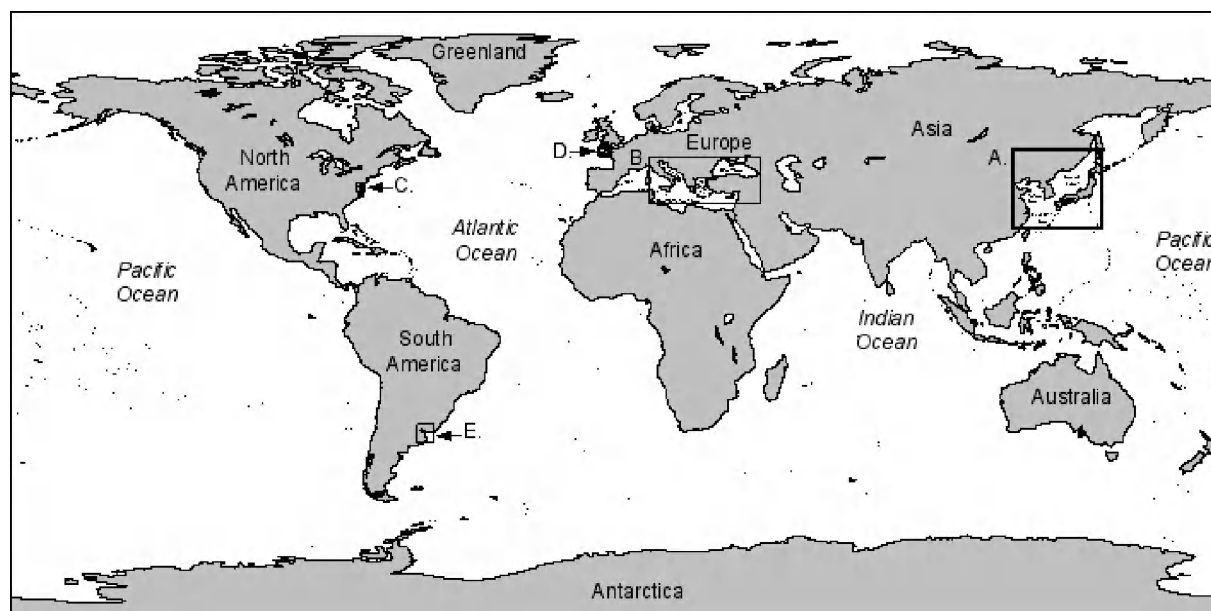 Greenland
Asia
Europe
A.
D.
B.
North
America
C.
Atlantic
Ocean
Africa
Pacific
Ocean
Pacific
Ocean
Indian
Ocean
South
America
Australia
E.
Antarctica